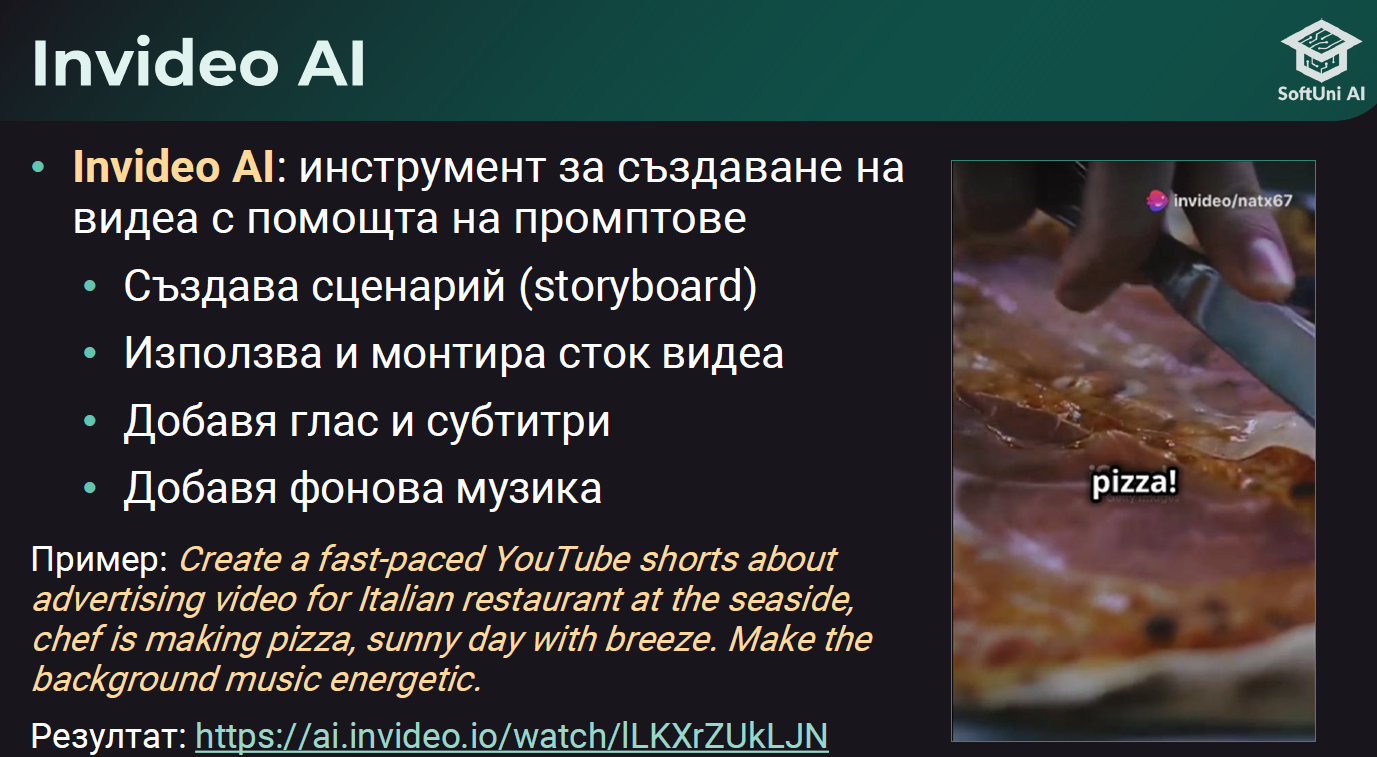 Invideo AI
SoftUni AI
Invideo AI: инструмент за създаване на
видеа с помощта на промптове
Създава сценарий (storyboard)
Използва и монтира сток видеа
Добавя глас и субтитри
Добавя фонова музика
Пример: Create a fast-paced YouTube shorts about
advertising video for Italian restaurant at the seaside,
chef is making pizza, sunny day with breeze. Make the
background music energetic.
Резултат: https://ai.invideo.io/watch/lLKXrZUkLJN
invideo/natx67
pizza!